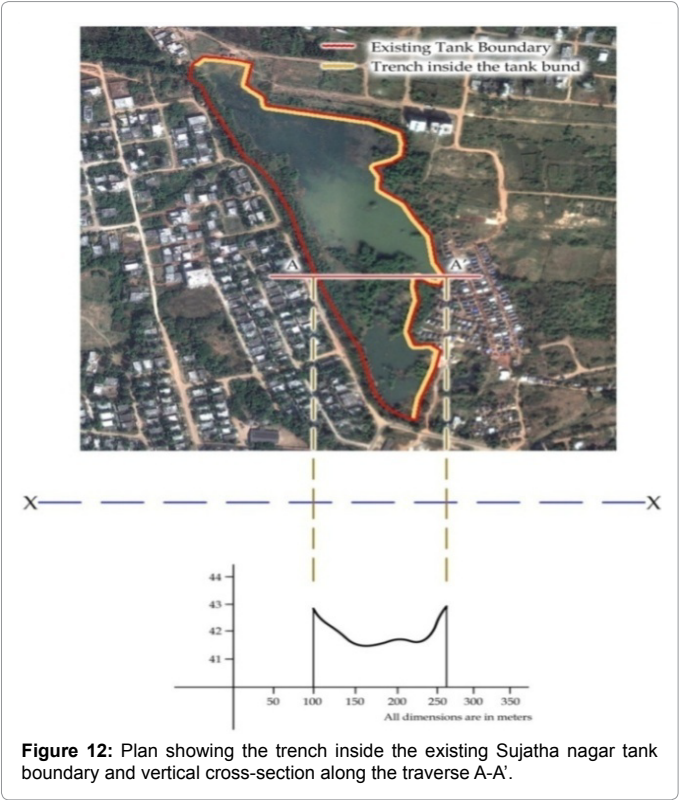 Existing Tank Boundary
Trench inside the tank bund
A A'
X X
44
43
42
41
50 100 150 200 250 300 350
All dimensions are in meters
Figure 12: Plan showing the trench inside the existing Sujatha nagar tank
boundary and vertical cross-section along the traverse A-A’.